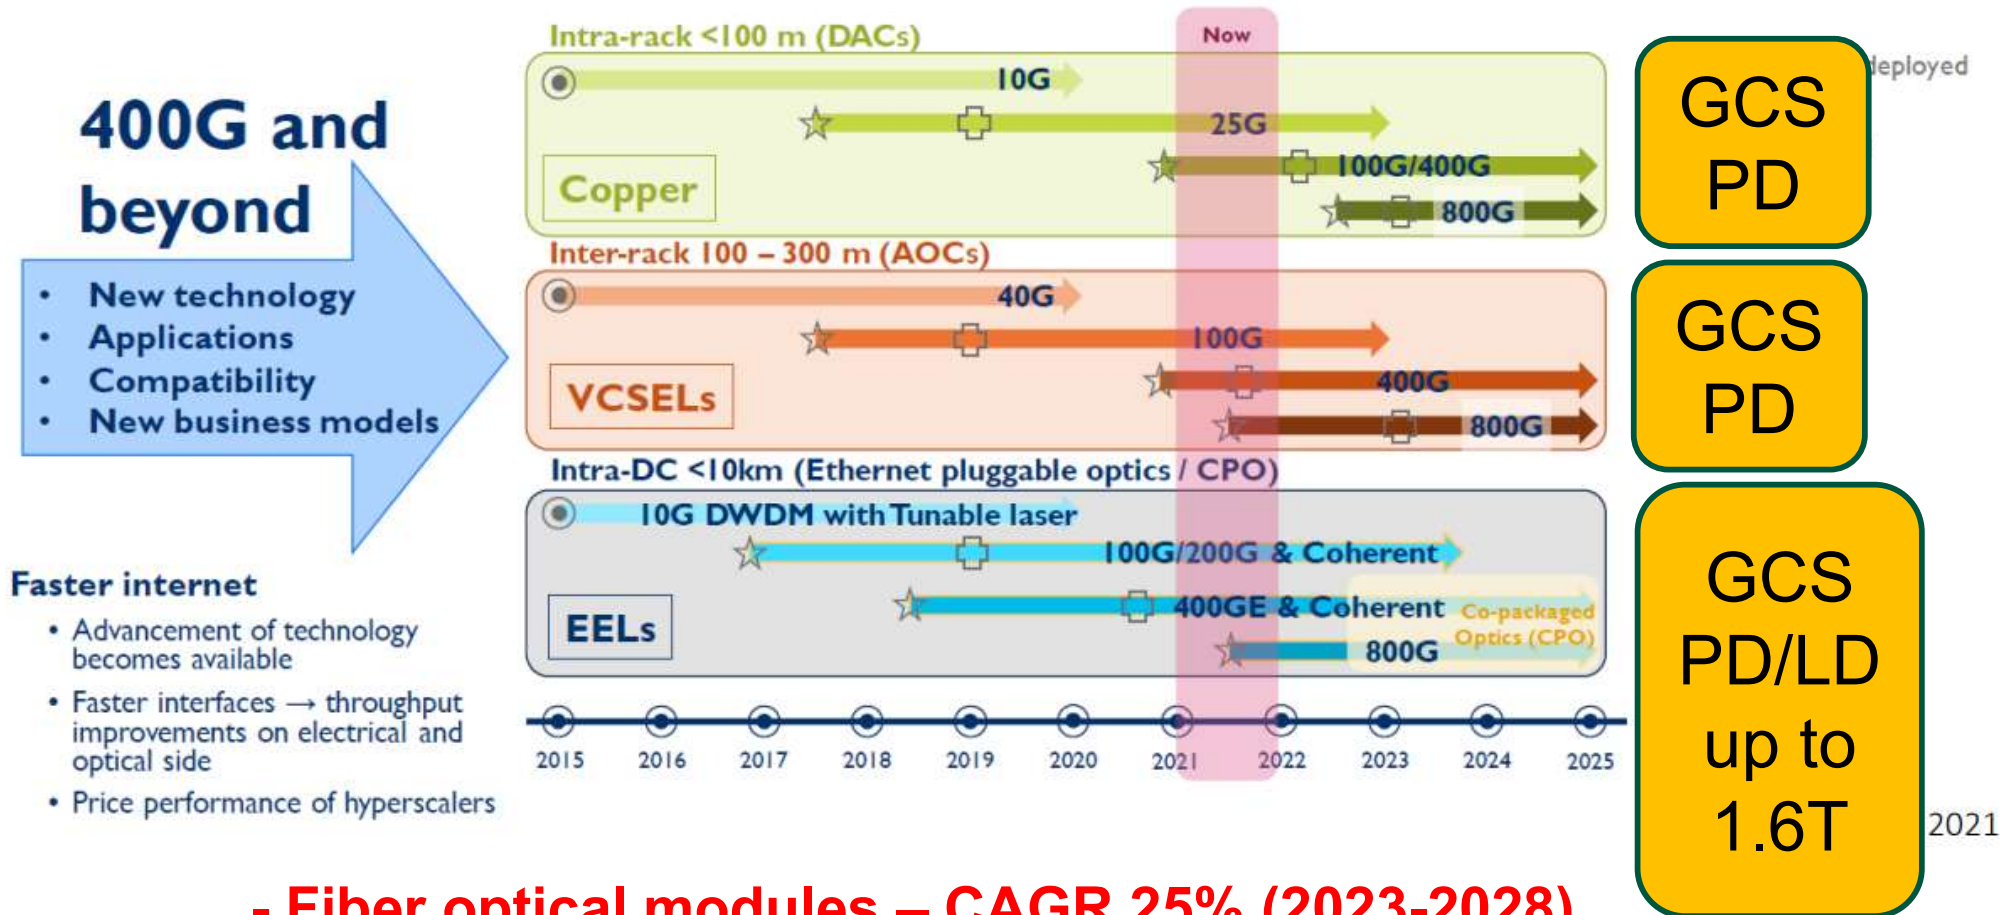 400G and
beyond
• New technology
• Applications
• Compatibility
• New business models
Faster internet
• Advancement of technology
becomes available
• Faster interfaces → throughput
improvements on electrical and
optical side
• Price performance of hyperscalers
Now
Intra-rack <100 m (DACs)
10G
25G
100G/400G
800G
Copper
Inter-rack 100 – 300 m (AOCs)
40G
100G
400G
800G
VCSELs
Intra-DC <10km (Ethernet pluggable optics / CPO)
10G DWDM with Tunable laser
100G/200G & Coherent
400GE & Coherent
Co-packaged
Optics (CPO)
800G
EELs
2015 2016 2017 2018 2019 2020 2021 2022 2023 2024 2025
GCS
PD
deployed
GCS
PD
GCS
PD/LD
up to
1.6T
2021
- Fiber optical modules – CAGR 25% (2023-2028)